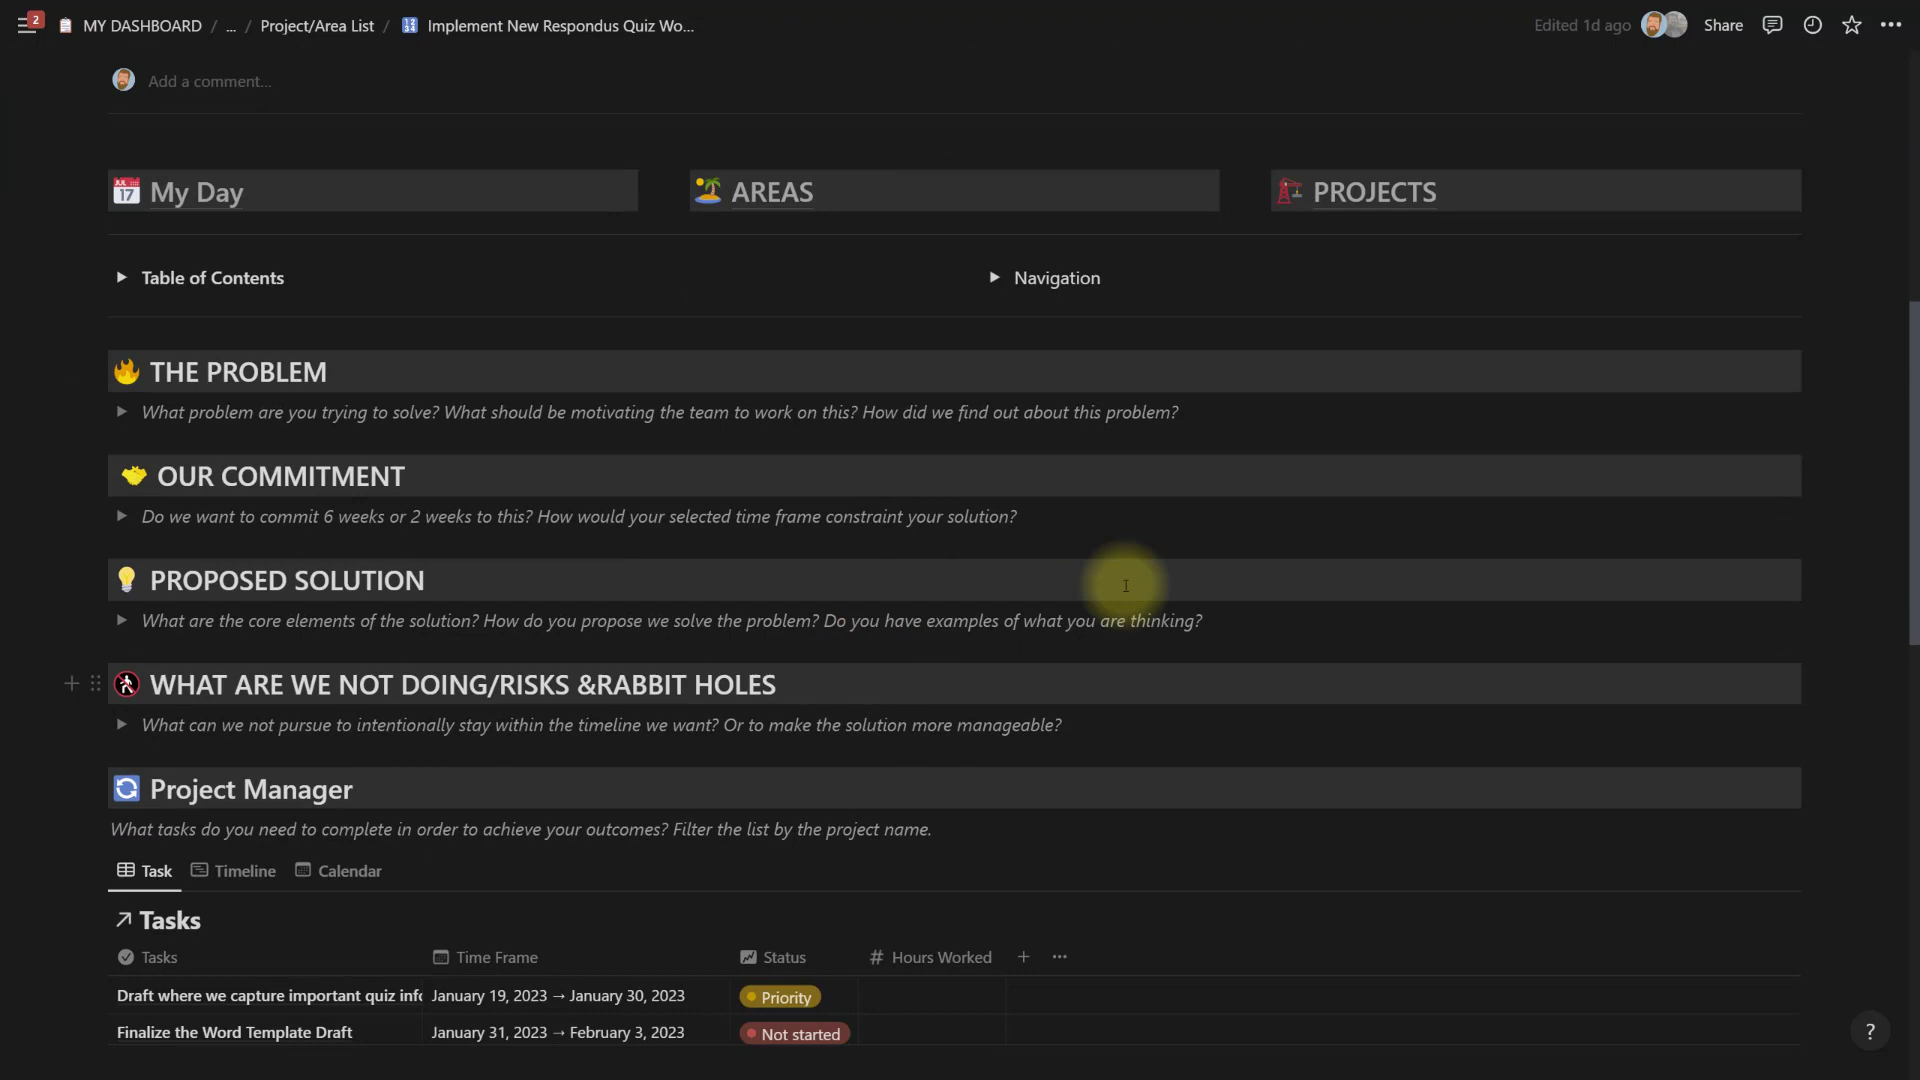 2
MY DASHBOARD / ... / Project/Area List / Implement New Respondus Quiz Wo...
Edited 1d ago Share
Add a comment...
My Day AREAS PROJECTS
Table of Contents Navigation
THE PROBLEM
What problem are you trying to solve? What should be motivating the team to work on this? How did we find out about this problem?
OUR COMMITMENT
Do we want to commit 6 weeks or 2 weeks to this? How would your selected time frame constraint your solution?
PROPOSED SOLUTION
What are the core elements of the solution? How do you propose we solve the problem? Do you have examples of what you are thinking?
WHAT ARE WE NOT DOING/RISKS &RABBIT HOLES
What can we not pursue to intentionally stay within the timeline we want? Or to make the solution more manageable?
Project Manager
What tasks do you need to complete in order to achieve your outcomes? Filter the list by the project name.
Task Timeline Calendar
Tasks
Tasks Time Frame Status # Hours Worked + ...
Draft where we capture important quiz info January 19, 2023 → January 30, 2023 Priority
Finalize the Word Template Draft January 31, 2023 → February 3, 2023 Not started
?